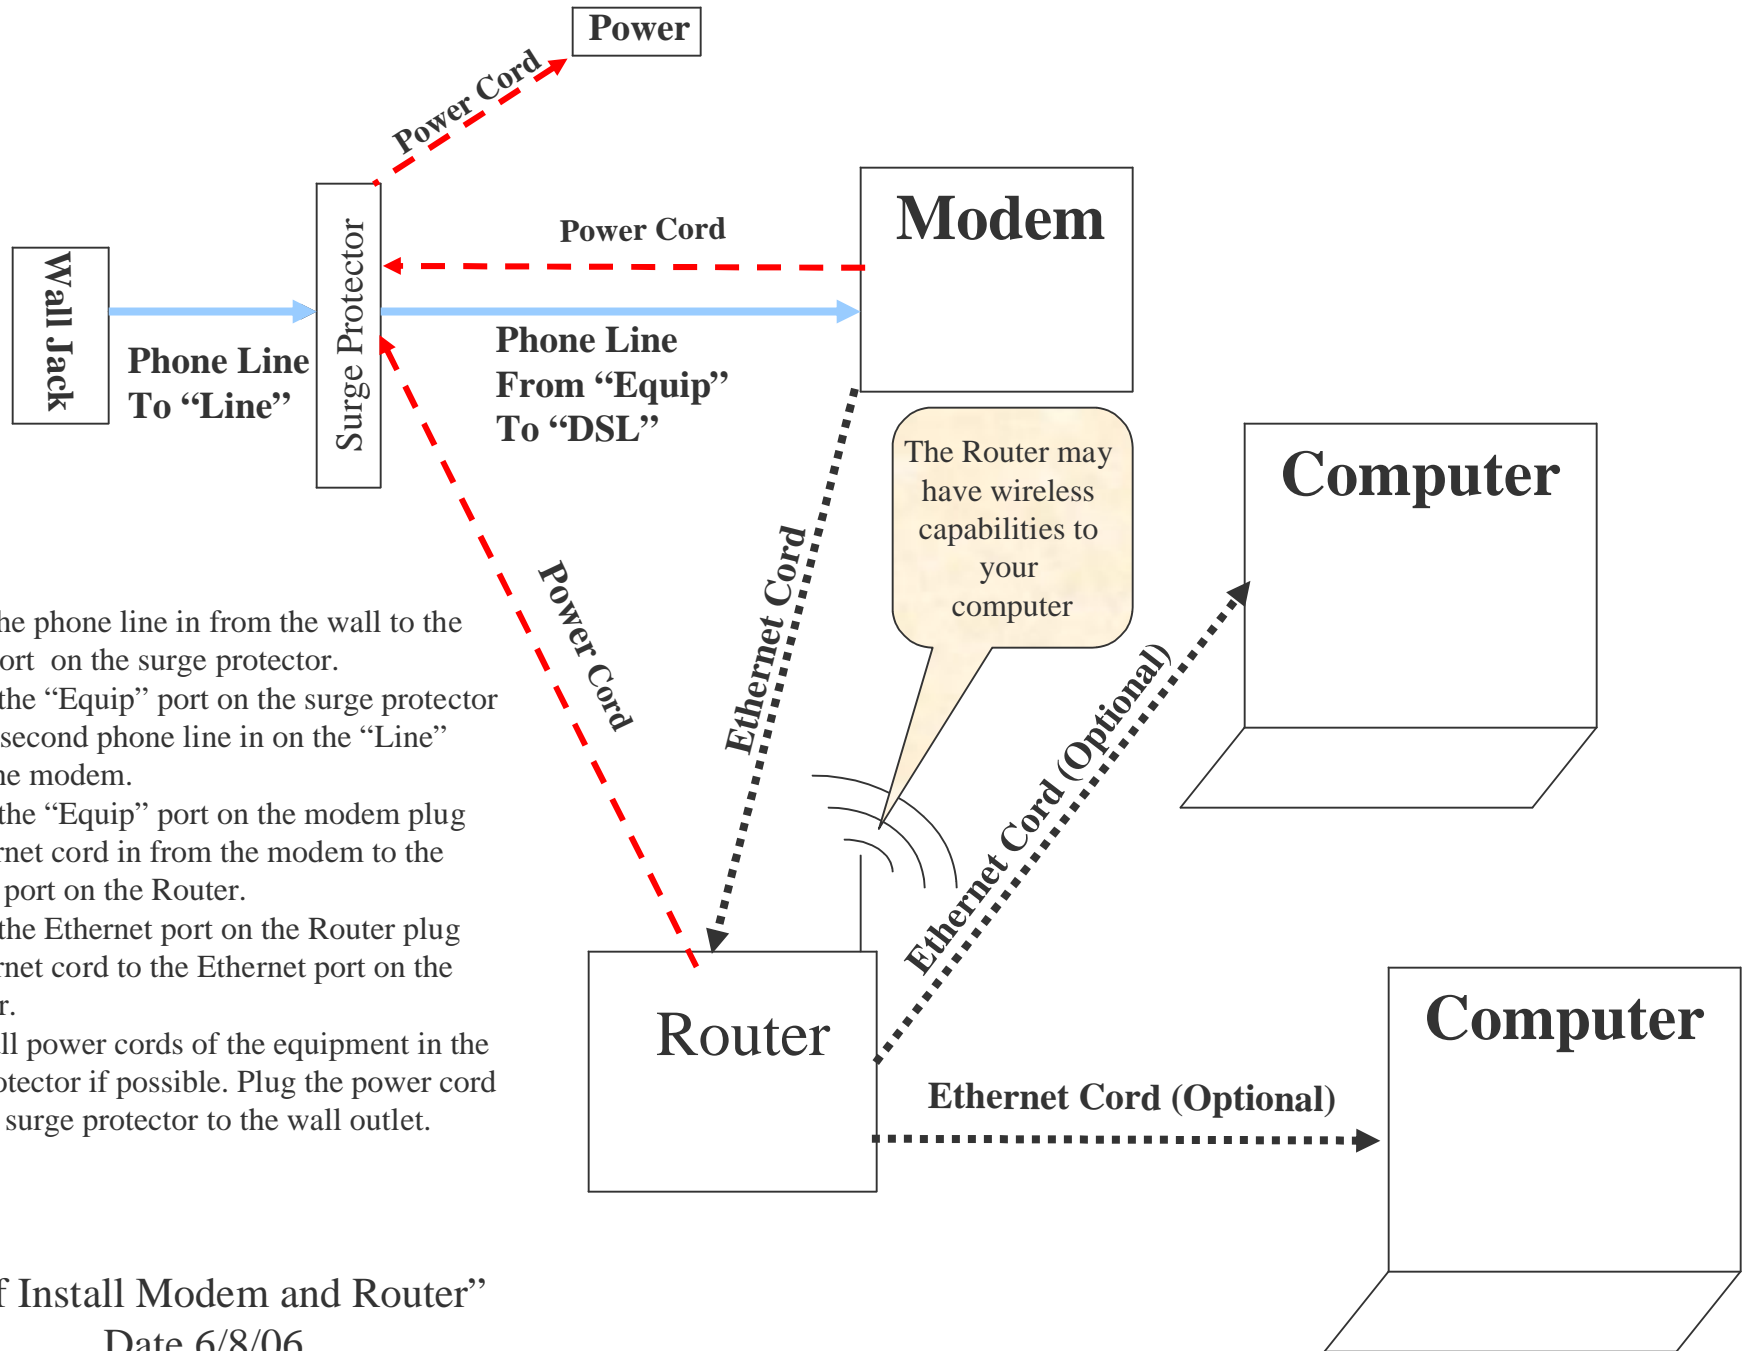 Power
Power Cord
Modem
Power Cord
Wall Jack
Surge Protector
Phone Line
To “Line”
Phone Line
From “Equip”
To “DSL”
The Router may
have wireless
capabilities to
your
computer
Computer
Ethernet Cord
Power Cord
Ethernet Cord (Optional)
he phone line in from the wall to the
ort on the surge protector.
the “Equip” port on the surge protector
second phone line in on the “Line”
he modem.
the “Equip” port on the modem plug
rnet cord in from the modem to the
port on the Router.
the Ethernet port on the Router plug
rnet cord to the Ethernet port on the
r.
ll power cords of the equipment in the
otector if possible. Plug the power cord
surge protector to the wall outlet.
Router
Computer
Ethernet Cord (Optional)
f Install Modem and Router”
Date 6/8/06